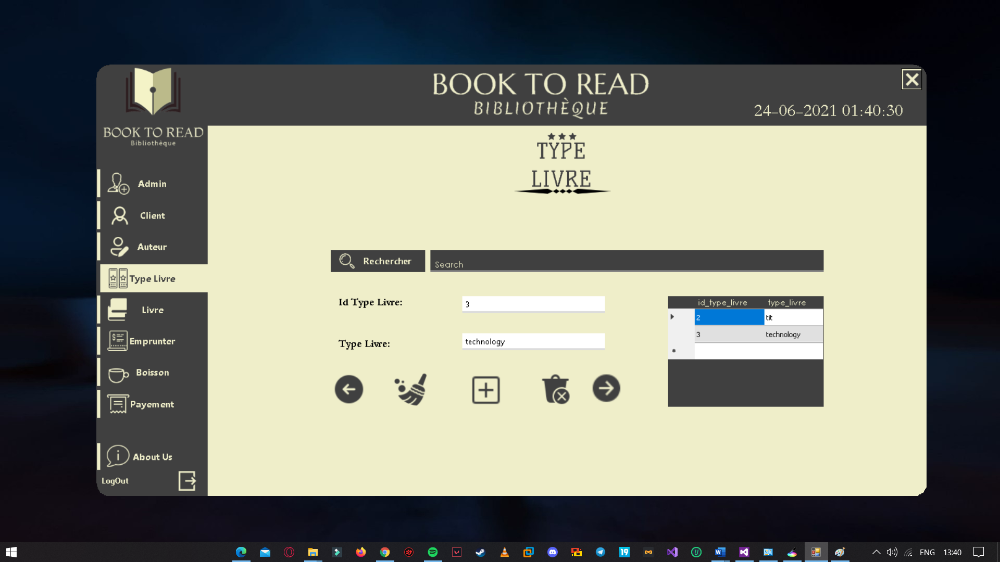 BOOK TO READ
BIBLIOTHÈQUE
24-06-2021 01:40:30
BOOK TO READ
Bibliothèque
Admin
Client
Auteur
Type Livre
Livre
Emprunter
Boisson
Payement
About Us
LogOut
TYPE
LIVRE
Rechercher
Search
Id Type Livre:
3
Type Livre:
technology
id_type_livre type_livre
2 tit
3 technology
19
ENG
13:40